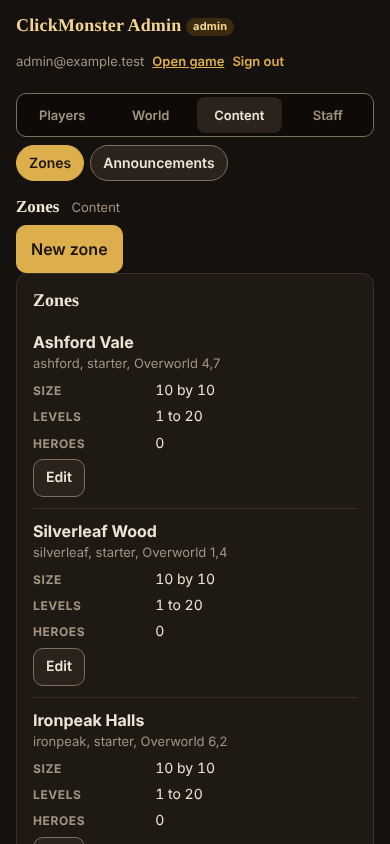 ClickMonster Admin admin
admin@example.test Open game Sign out
Players World Content Staff
Zones Announcements
Zones Content
New zone
Zones
Ashford Vale
ashford, starter, Overworld 4,7
SIZE 10 by 10
LEVELS 1 to 20
HEROES 0
Edit
Silverleaf Wood
silverleaf, starter, Overworld 1,4
SIZE 10 by 10
LEVELS 1 to 20
HEROES 0
Edit
Ironpeak Halls
ironpeak, starter, Overworld 6,2
SIZE 10 by 10
LEVELS 1 to 20
HEROES 0